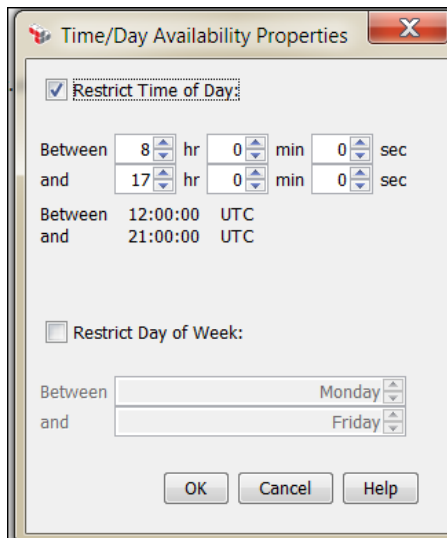 Time/Day Availability Properties
Restrict Time of Day:
Between 8 hr 0 min 0 sec
and 17 hr 0 min 0 sec
Between 12:00:00 UTC
and 21:00:00 UTC
Restrict Day of Week:
Between Monday
and Friday
OK Cancel Help